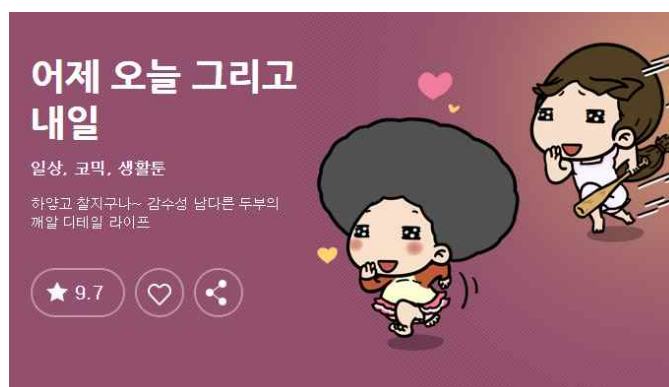 어제 오늘 그리고
내일
일상, 코믹, 생활툰
하얗고 찰지구나~ 감수성 남다른 두부의
깨알 디테일 라이프
9.7